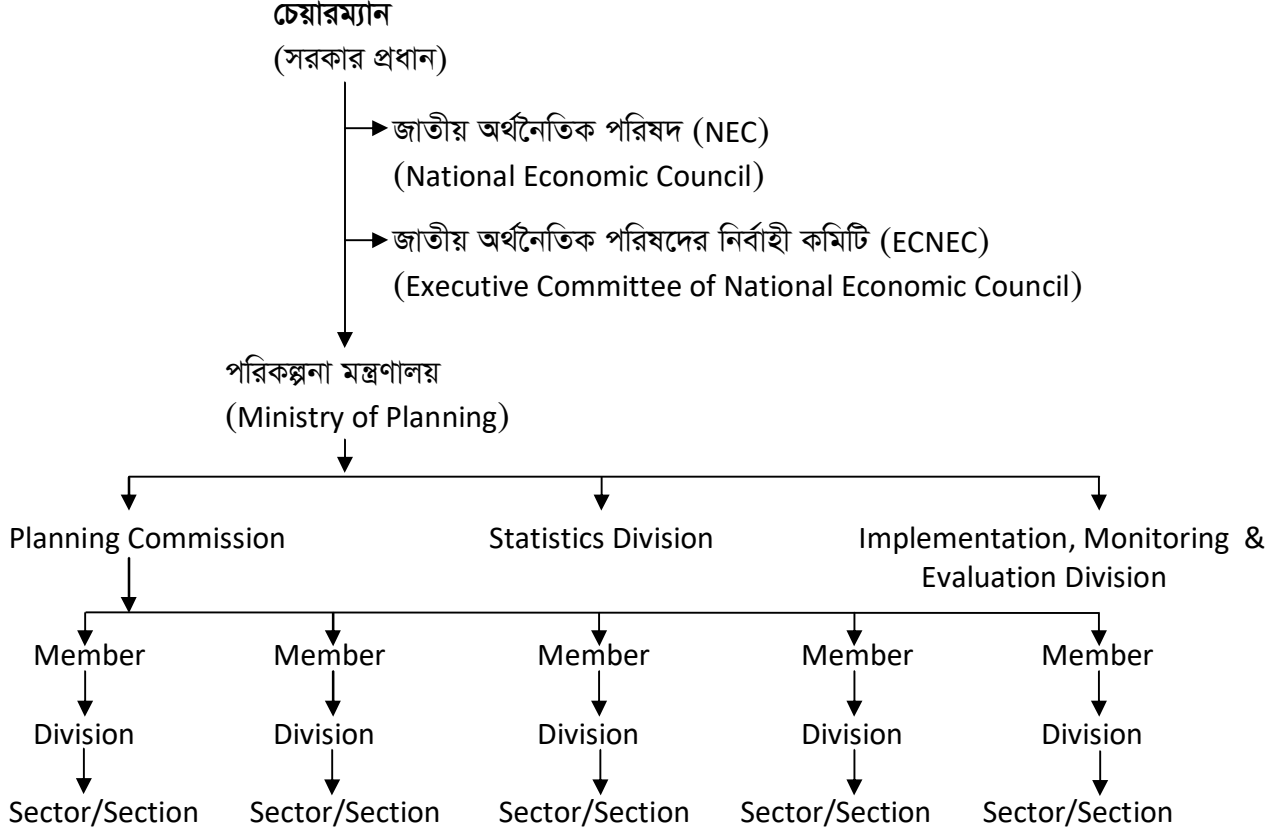 চেয়ারম্যান
(সরকার প্রধান)
জাতীয় অর্থনৈতিক পরিষদ (NEC)
(National Economic Council)
জাতীয় অর্থনৈতিক পরিষদের নির্বাহী কমিটি (ECNEC)
(Executive Committee of National Economic Council)
পরিকল্পনা মন্ত্রণালয়
(Ministry of Planning)
Planning Commission Statistics Division Implementation, Monitoring &
Evaluation Division
Member Member Member Member Member
Division Division Division Division Division
Sector/Section Sector/Section Sector/Section Sector/Section Sector/Section